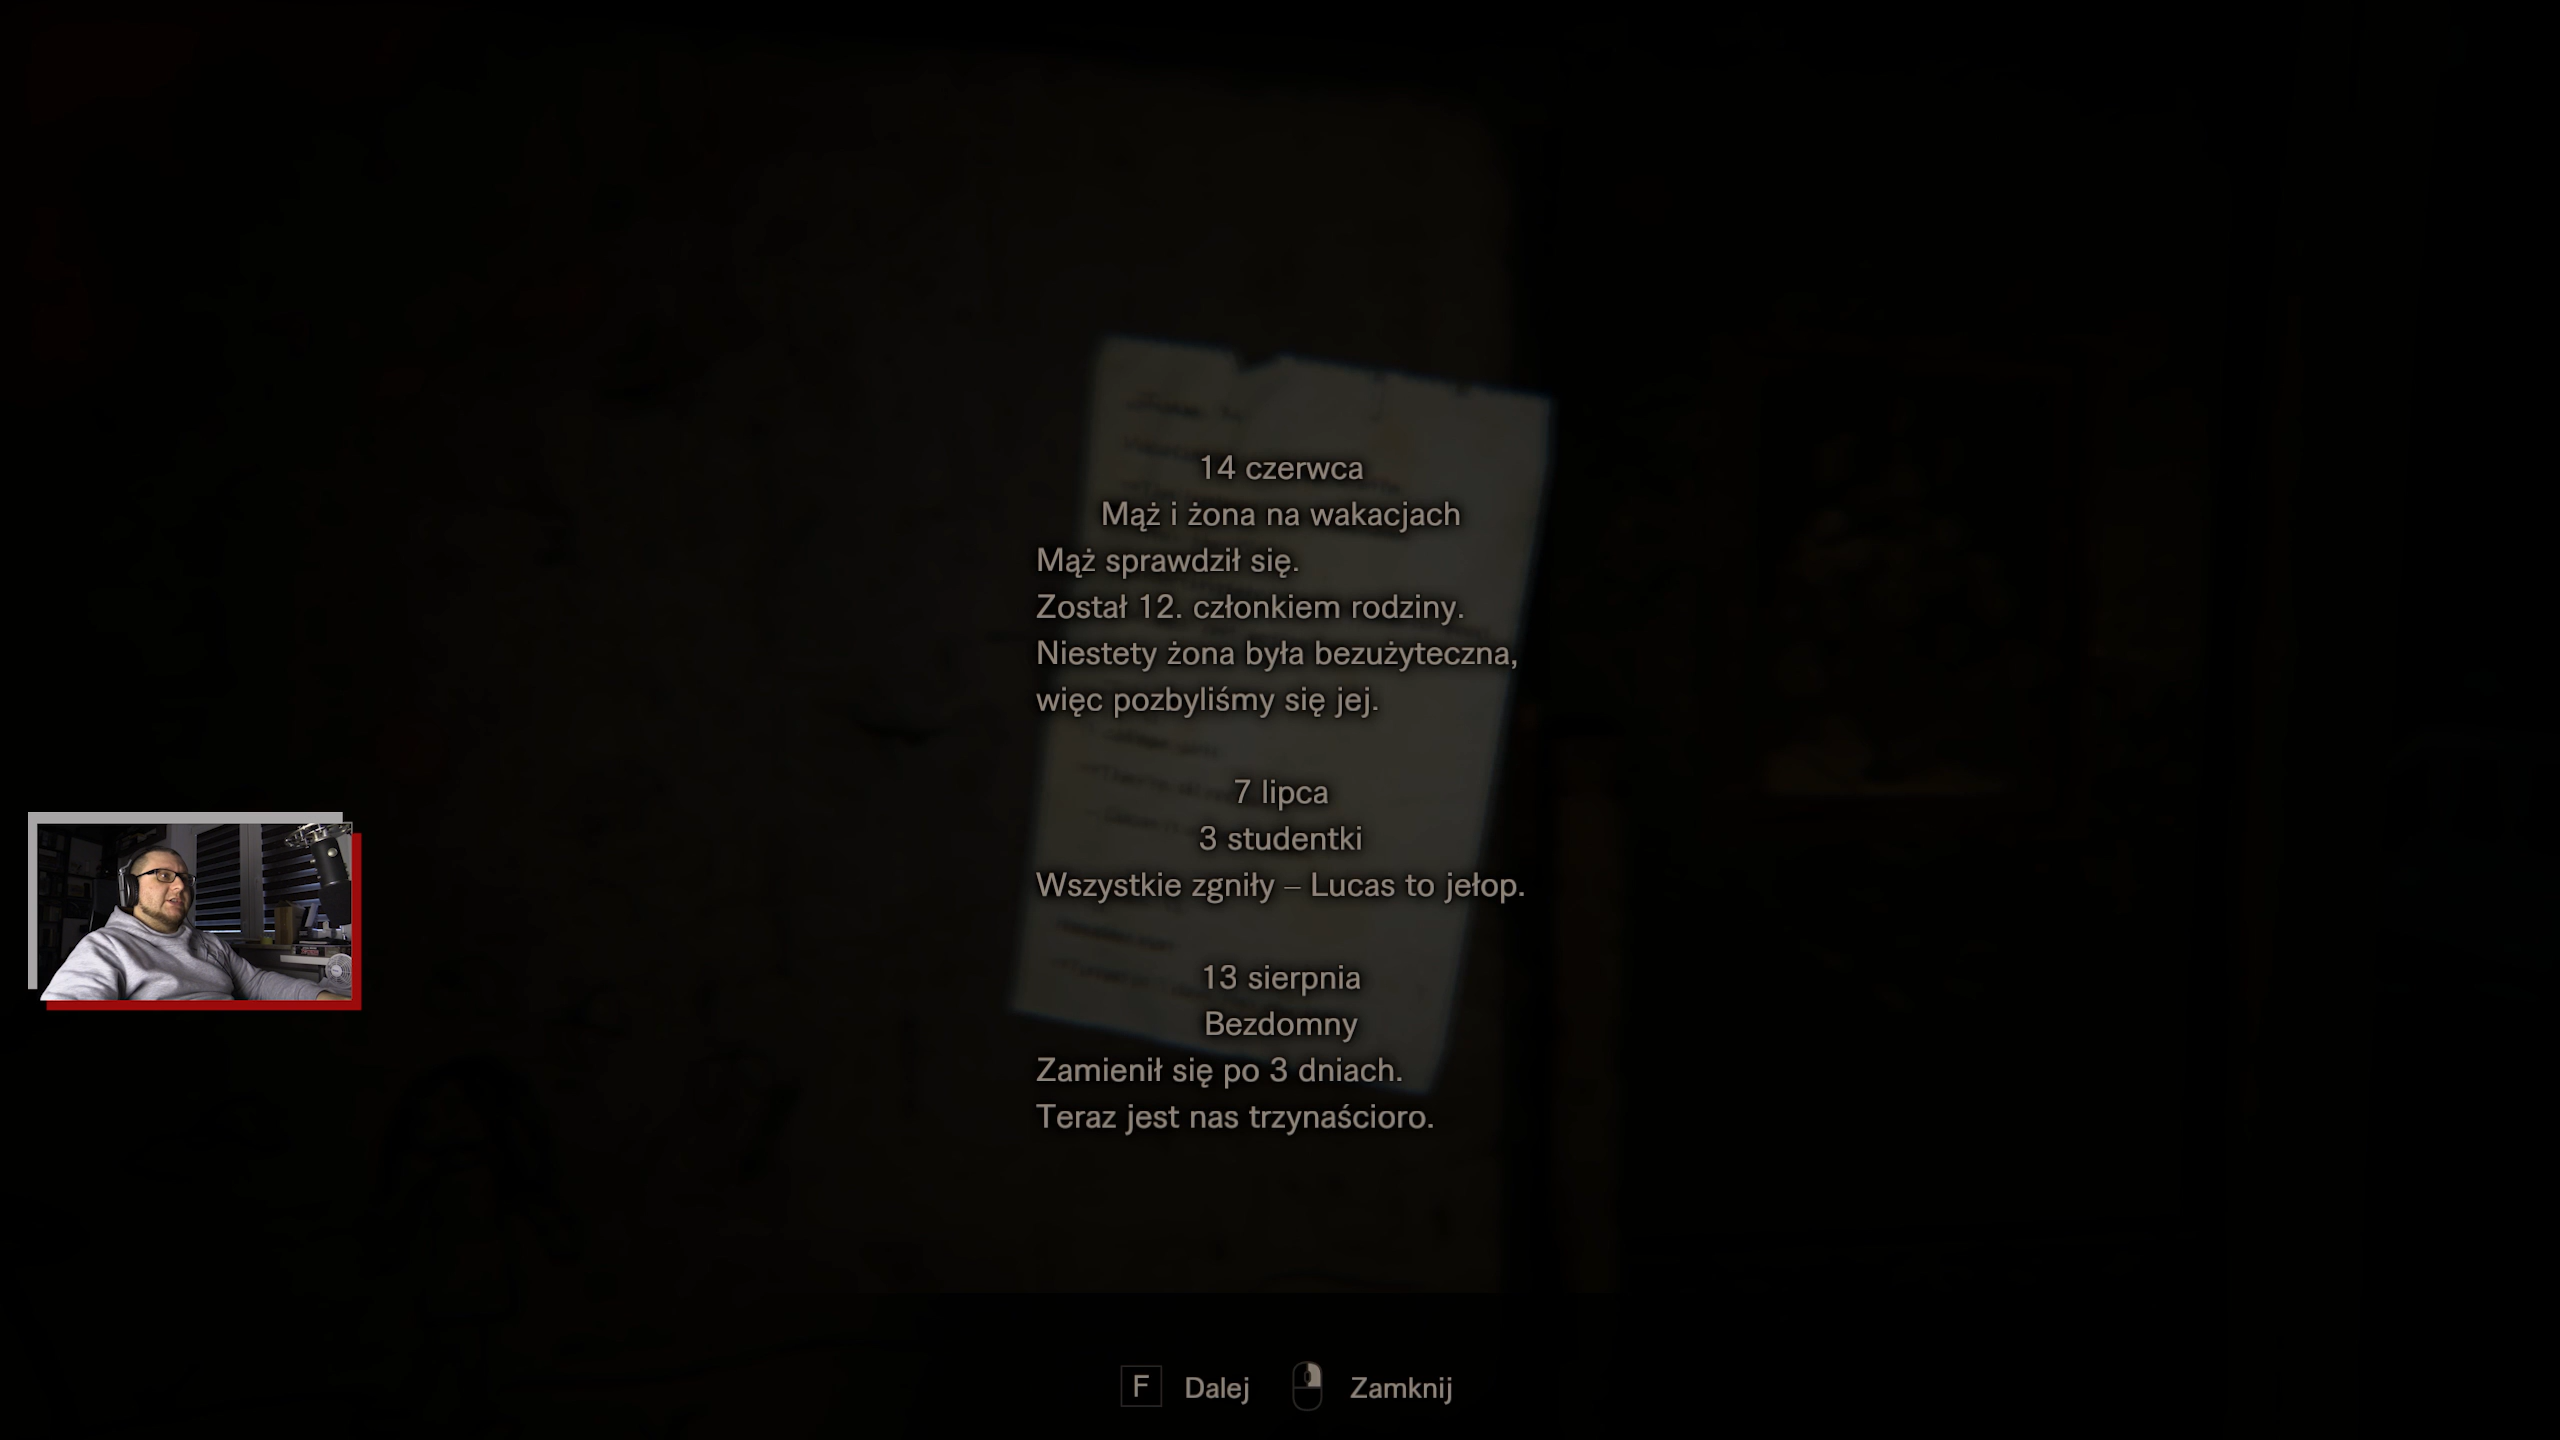 14 czerwca
Mąż i żona na wakacjach
Mąż sprawdził się.
Został 12. członkiem rodziny.
Niestety żona była bezużyteczna,
więc pozbyliśmy się jej.
7 lipca
3 studentki
Wszystkie zgniły – Lucas to jełop.
13 sierpnia
Bezdomny
Zamienił się po 3 dniach.
Teraz jest nas trzynaścioro.
F Dalej Zamknij